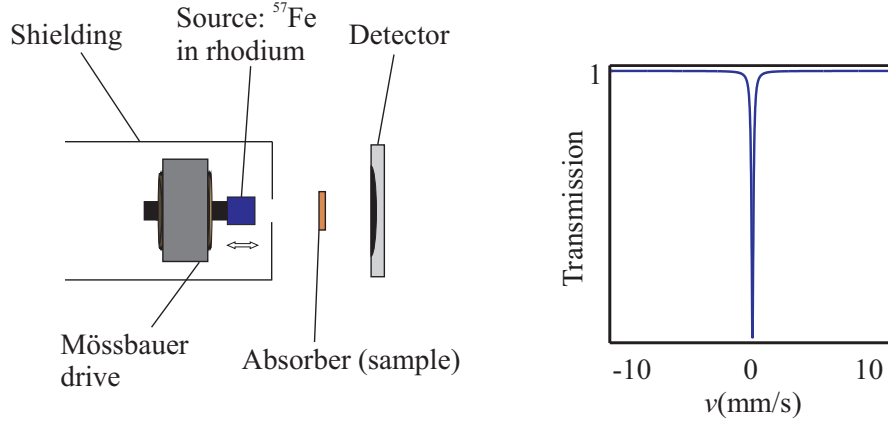 Shielding
Source: ⁵⁷Fe
in rhodium
Detector
Mössbauer
drive
Absorber (sample)
1
Transmission
-10 0 10
v(mm/s)